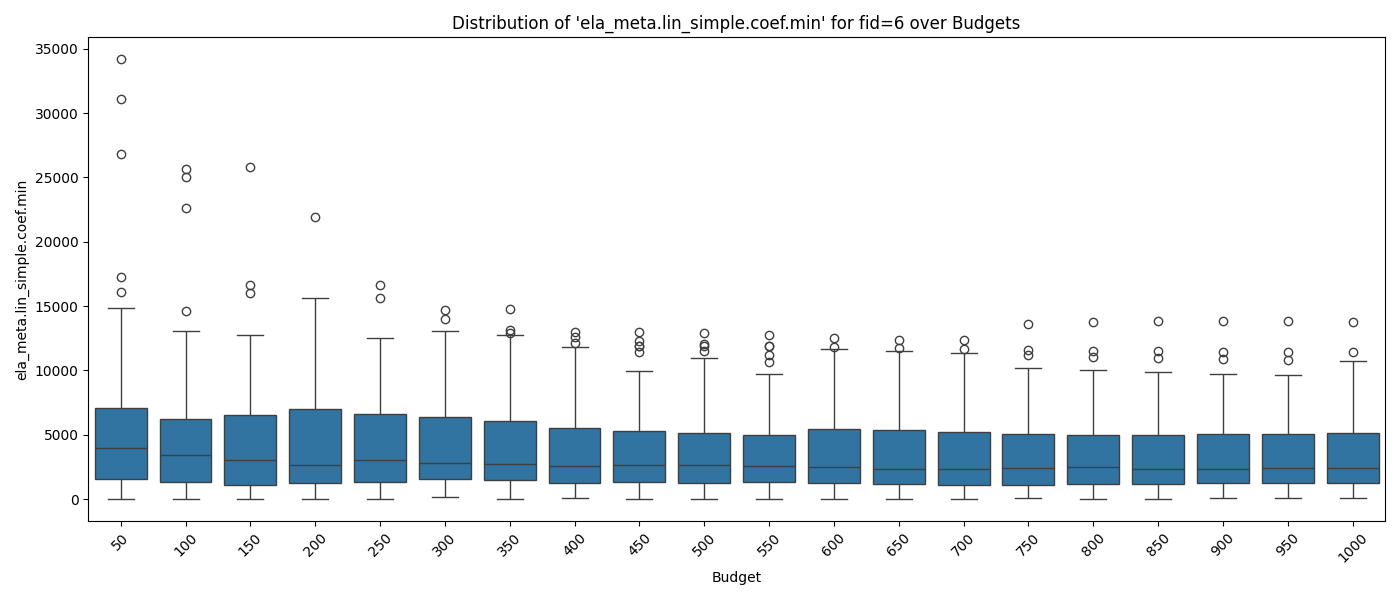 Distribution of 'ela_meta.lin_simple.coef.min' for fid=6 over Budgets
ela_meta.lin_simple.coef.min
35000
30000
25000
20000
15000
10000
5000
0
50 100 150 200 250 300 350 400 450 500 550 600 650 700 750 800 850 900 950 1000
Budget